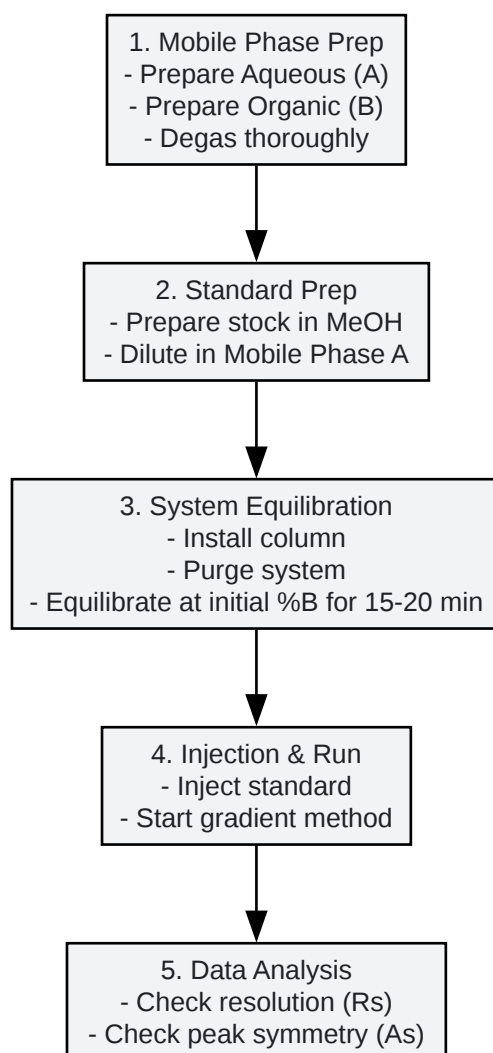 1. Mobile Phase Prep
- Prepare Aqueous (A)
- Prepare Organic (B)
- Degas thoroughly
2. Standard Prep
- Prepare stock in MeOH
- Dilute in Mobile Phase A
3. System Equilibration
- Install column
- Purge system
- Equilibrate at initial %B for 15-20 min
4. Injection & Run
- Inject standard
- Start gradient method
5. Data Analysis
- Check resolution (Rs)
- Check peak symmetry (As)